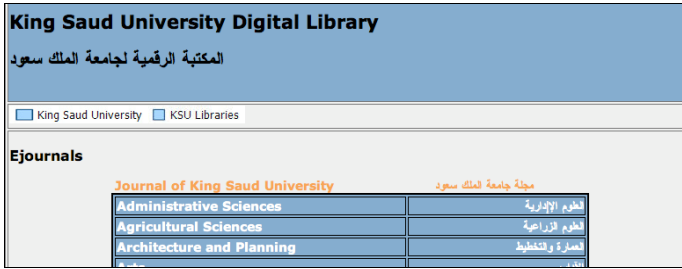 King Saud University Digital Library
المكتبة الرقمية لجامعة الملك سعود
King Saud University KSU Libraries
Ejournals
Journal of King Saud University مجلة جامعة الملك سعود
Administrative Sciences العلوم الإدارية
Agricultural Sciences العلوم الزراعية
Architecture and Planning العمارة والتخطيط